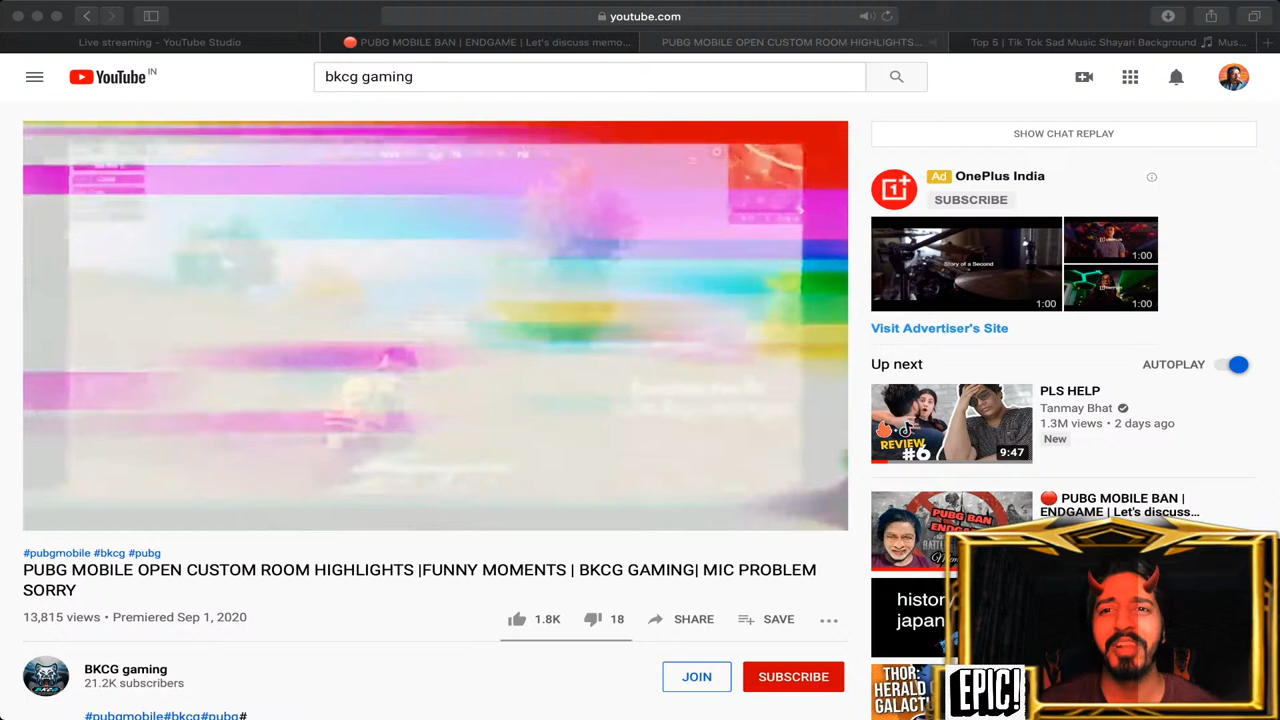 youtube.com
Live streaming - YouTube Studio
🔴 PUBG MOBILE BAN | ENDGAME | Let's discuss memo...
PUBG MOBILE OPEN CUSTOM ROOM HIGHLIGHTS...
Top 5 | Tik Tok Sad Music Shayari Background 🎵 Mus...
YouTube IN
bkcg gaming
SHOW CHAT REPLAY
Ad OnePlus India
SUBSCRIBE
Story of a Second
1:00
1:00
1:00
Visit Advertiser's Site
Up next
AUTOPLAY
REVIEW
#6
9:47
PLS HELP
Tanmay Bhat
1.3M views • 2 days ago
New
PUBG BAN
🔴 PUBG MOBILE BAN |
ENDGAME | Let's discuss...
japan
THOR:
HERALD
EPIC!
#pubgmobile #bkcg #pubg
PUBG MOBILE OPEN CUSTOM ROOM HIGHLIGHTS |FUNNY MOMENTS | BKCG GAMING| MIC PROBLEM
SORRY
13,815 views • Premiered Sep 1, 2020
1.8K
18
SHARE
SAVE
BKCG gaming
21.2K subscribers
JOIN
SUBSCRIBE
#pubgmobile#bkcg#pubg#